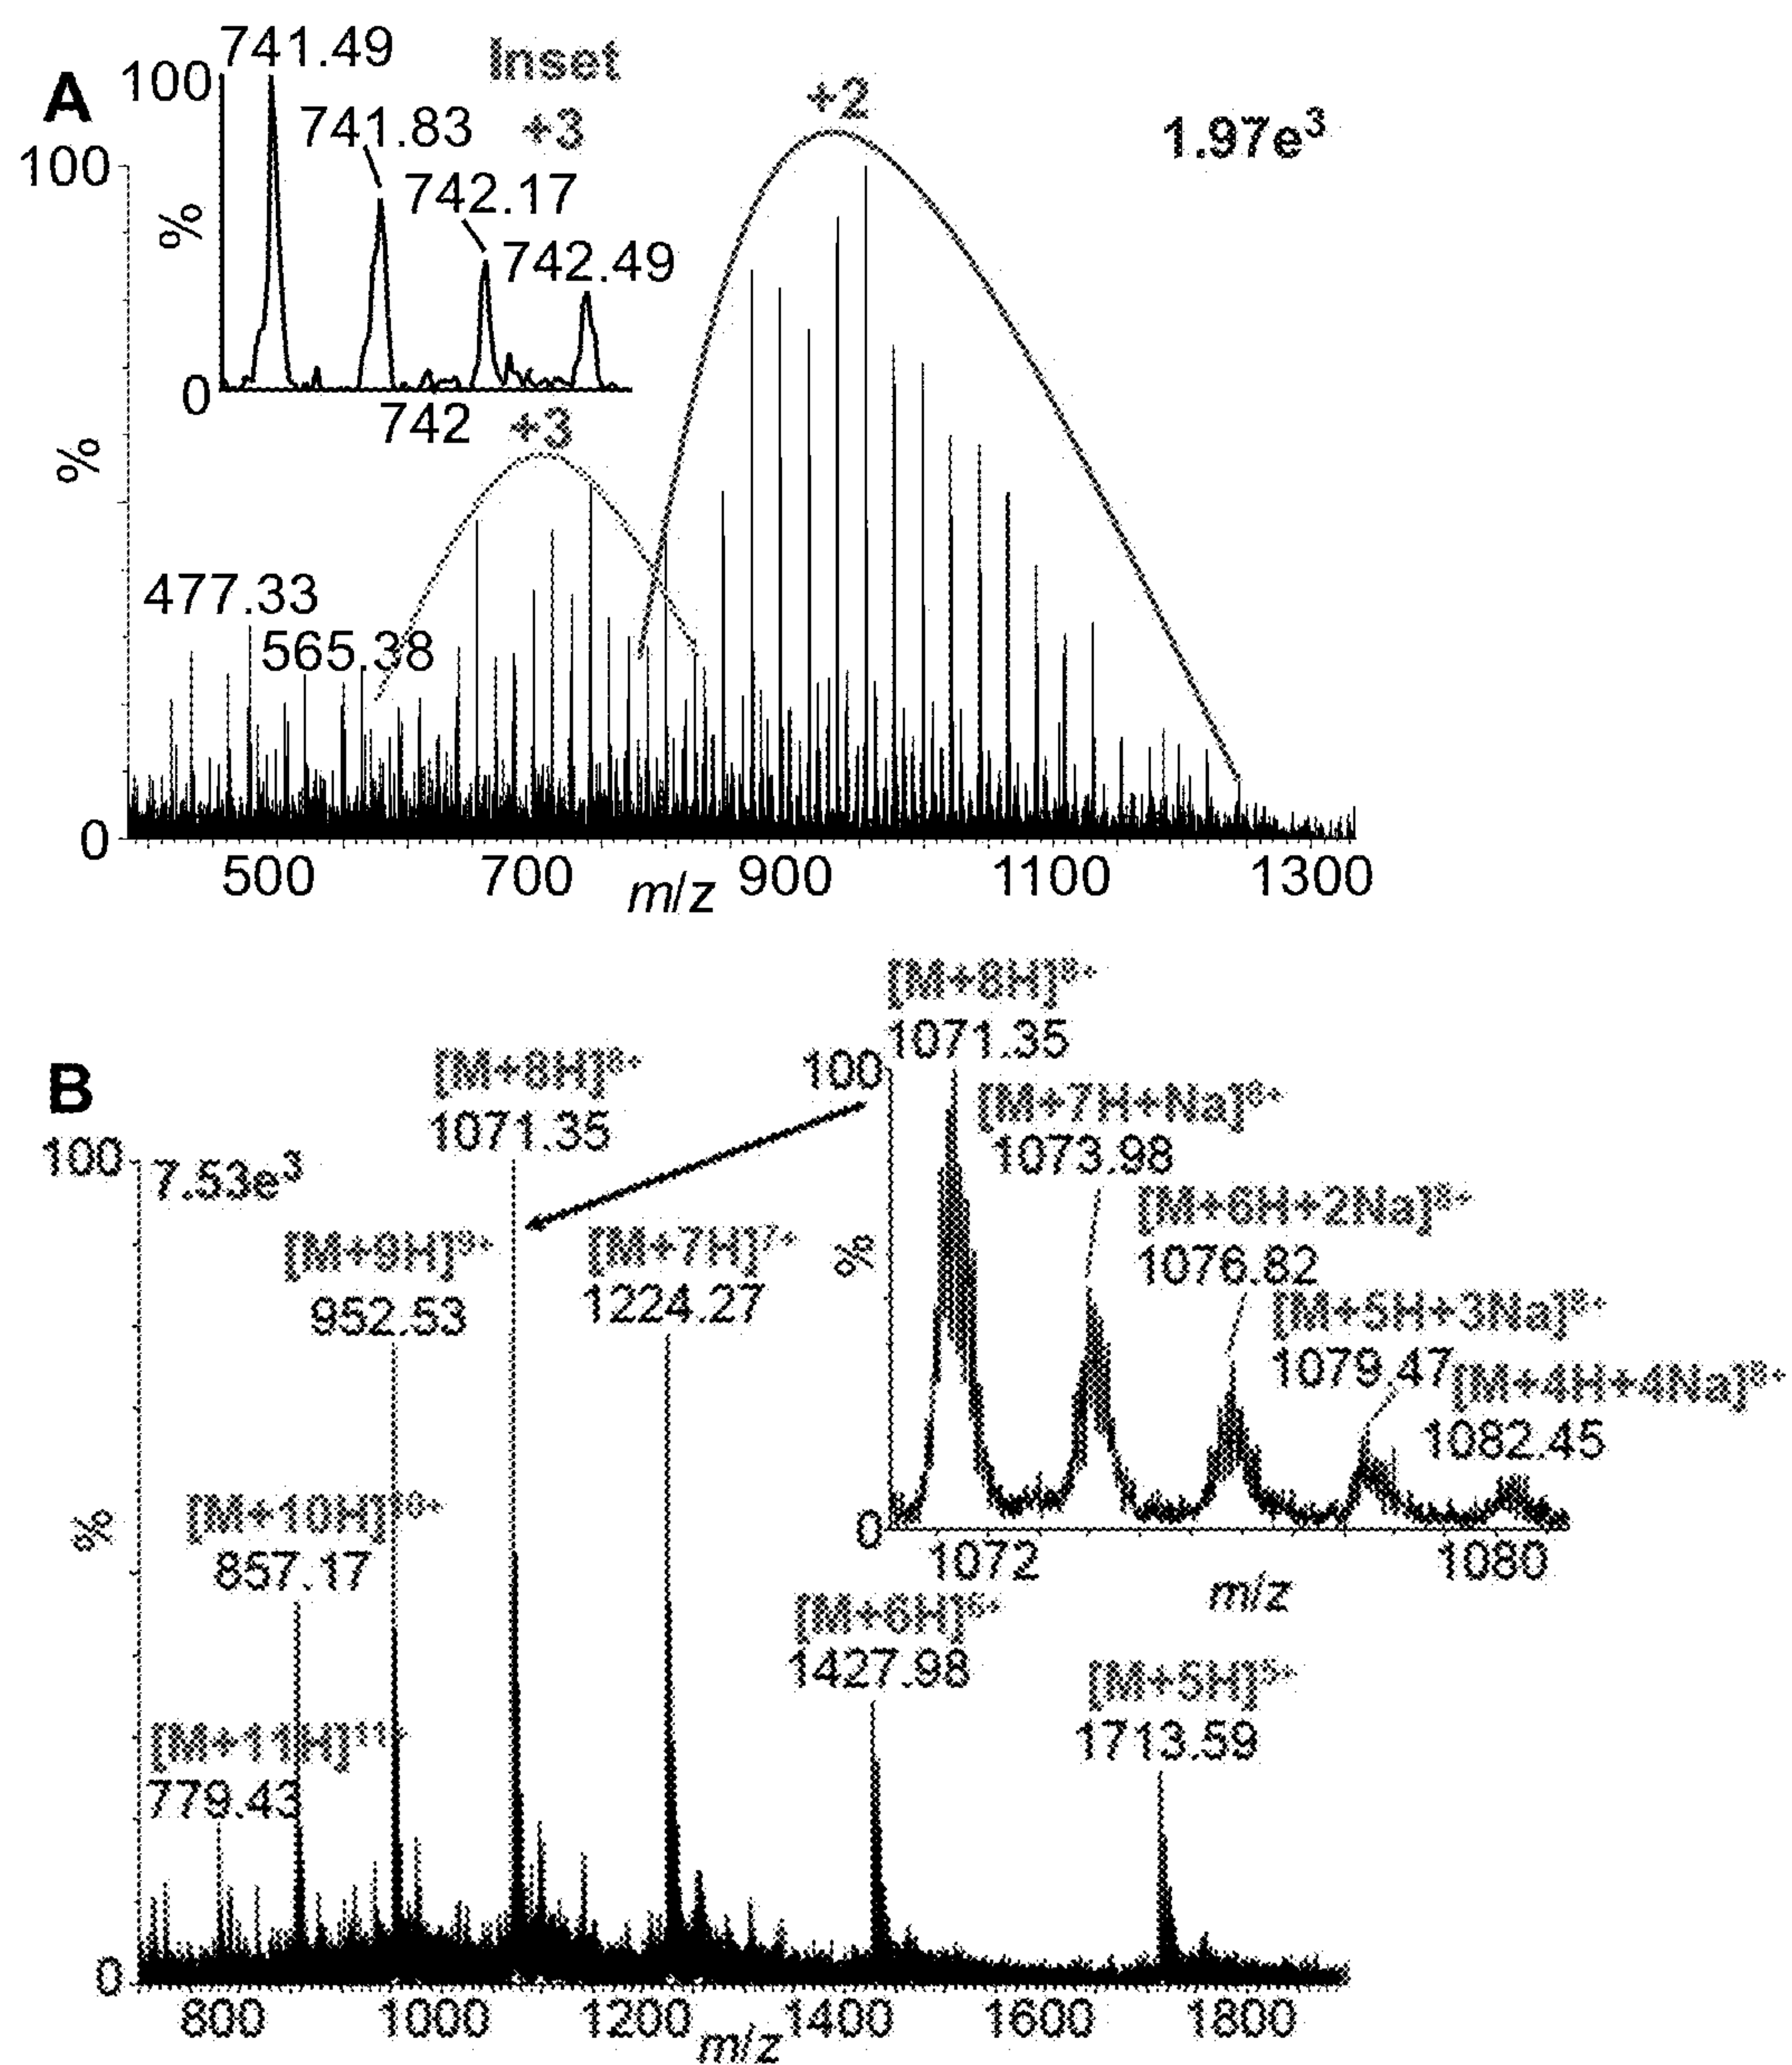 A
741.49
Inset
100
741.83
+3
742.17
742.49
%
0
742
+2
1.97e³
100
+3
%
477.33
565.38
0
500
700
m/z
900
1100
1300
B
[M+8H]⁸⁺
1071.35
100
7.53e³
[M+9H]⁹⁺
952.53
[M+7H]⁷⁺
1224.27
[M+10H]¹⁰⁺
857.17
%
[M+11H]¹¹⁺
779.43
[M+6H]⁶⁺
1427.98
[M+5H]⁵⁺
1713.59
0
800
1000
1200
m/z
1400
1600
1800
[M+8H]⁸⁺
1071.35
100
[M+7H+Na]⁸⁺
1073.98
[M+6H+2Na]⁸⁺
1076.82
[M+5H+3Na]⁸⁺
1079.47
[M+4H+4Na]⁸⁺
1082.45
%
0
1072
1080
m/z